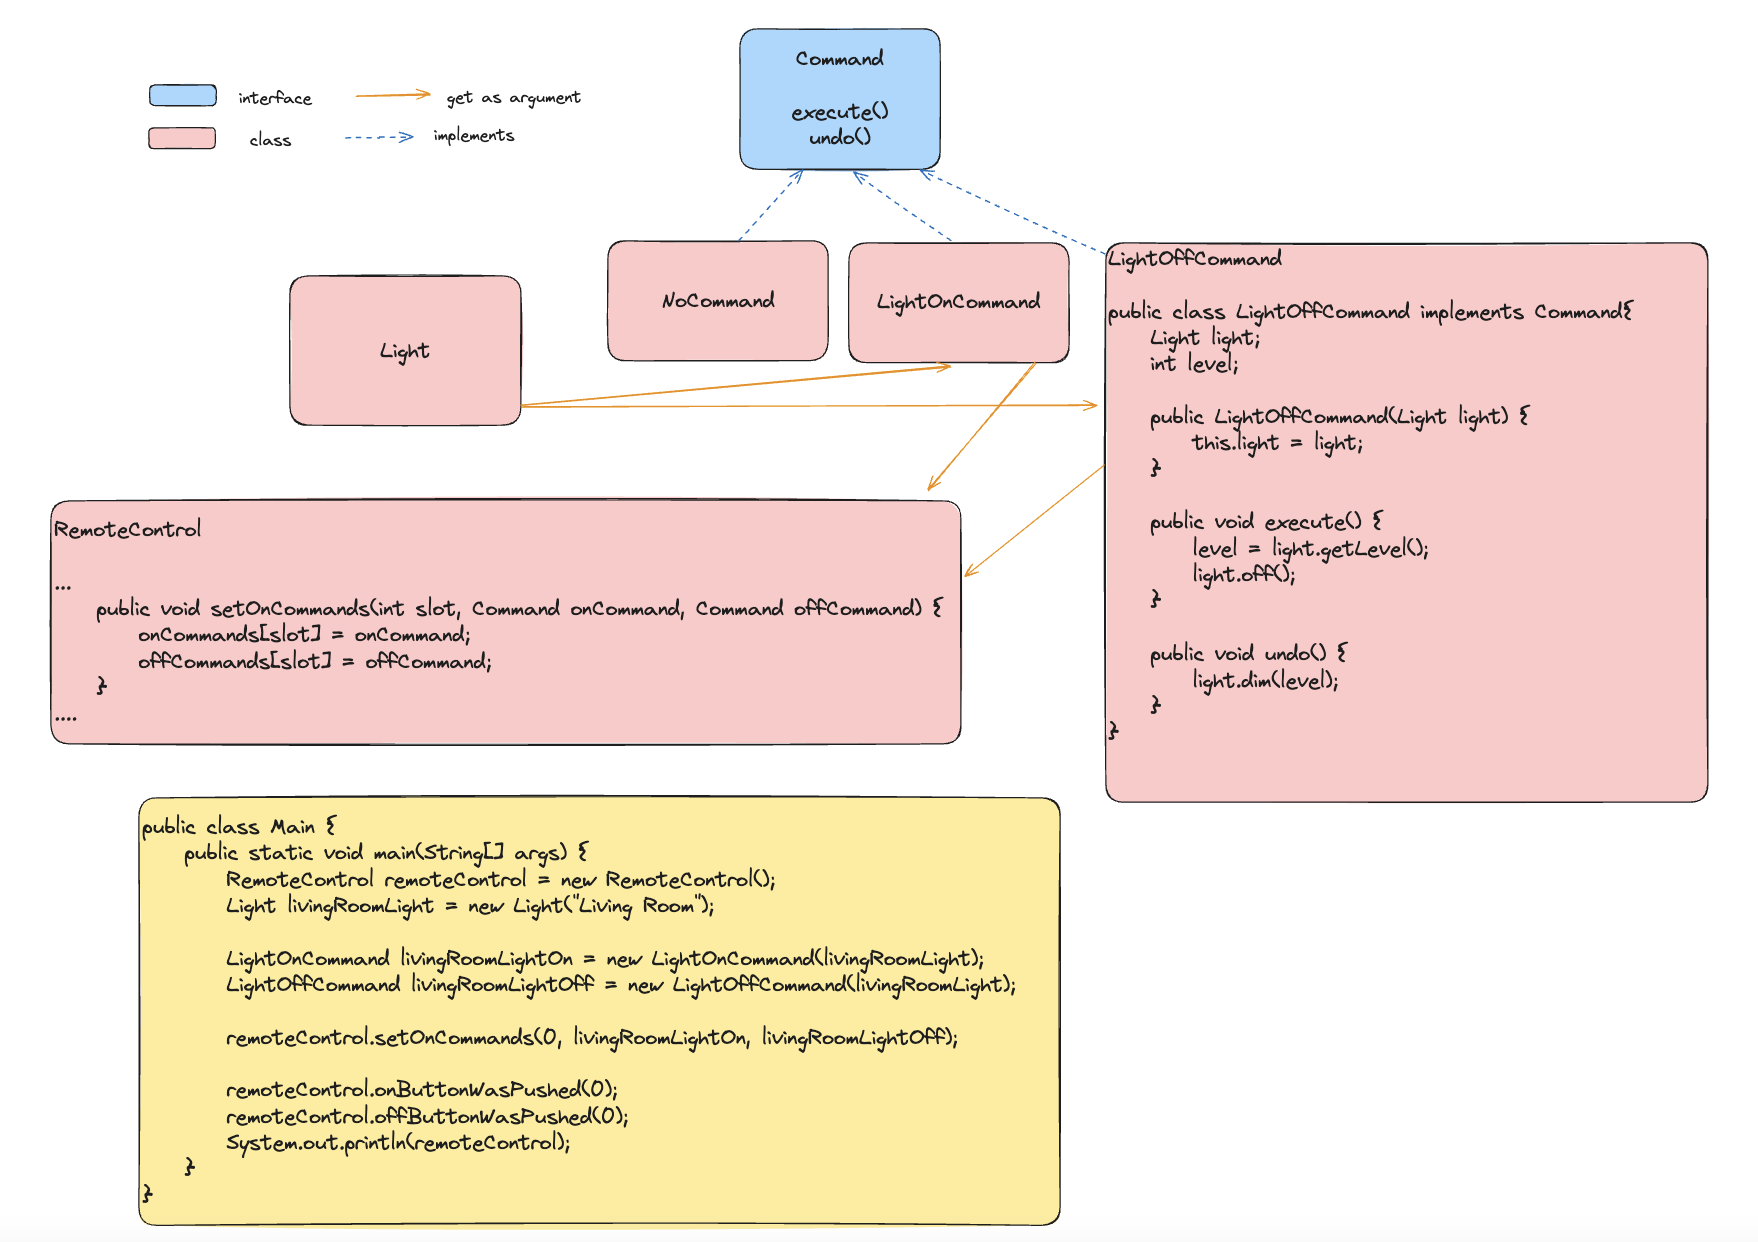 Command
execute()
undo()
interface
get as argument
class
implements
NoCommand
LightOnCommand
Light
LightOffCommand
public class LightOffCommand implements Command{
Light light;
int level;
public LightOffCommand(Light light) {
this.light = light;
}
public void execute() {
level = light.getLevel();
light.off();
}
public void undo() {
light.dim(level);
}
}
RemoteControl
...
public void setOnCommands(int slot, Command onCommand, Command offCommand) {
onCommands[slot] = onCommand;
offCommands[slot] = offCommand;
}
....
public class Main {
public static void main(String[] args) {
RemoteControl remoteControl = new RemoteControl();
Light livingRoomLight = new Light("Living Room");
LightOnCommand livingRoomLightOn = new LightOnCommand(livingRoomLight);
LightOffCommand livingRoomLightOff = new LightOffCommand(livingRoomLight);
remoteControl.setOnCommands(0, livingRoomLightOn, livingRoomLightOff);
remoteControl.onButtonWasPushed(0);
remoteControl.offButtonWasPushed(0);
System.out.println(remoteControl);
}
}